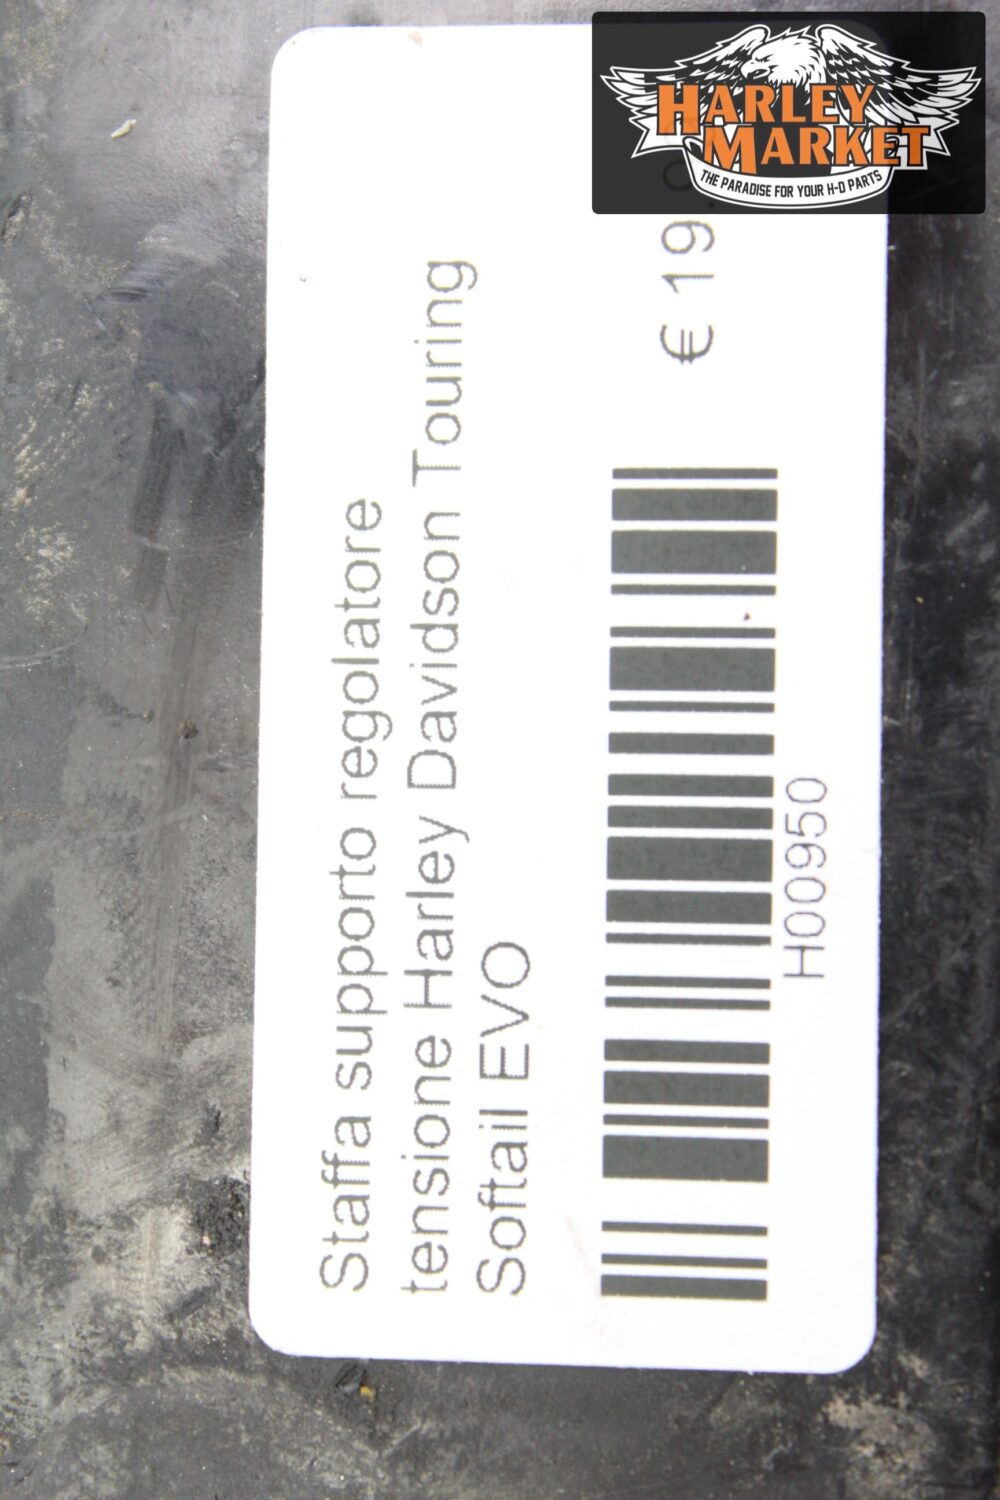 HARLEY
MARKET
THE PARADISE FOR YOUR H-D PARTS
Staffa supporto regolatore
tensione Harley Davidson Touring
Softail EVO
€ 19
H00950